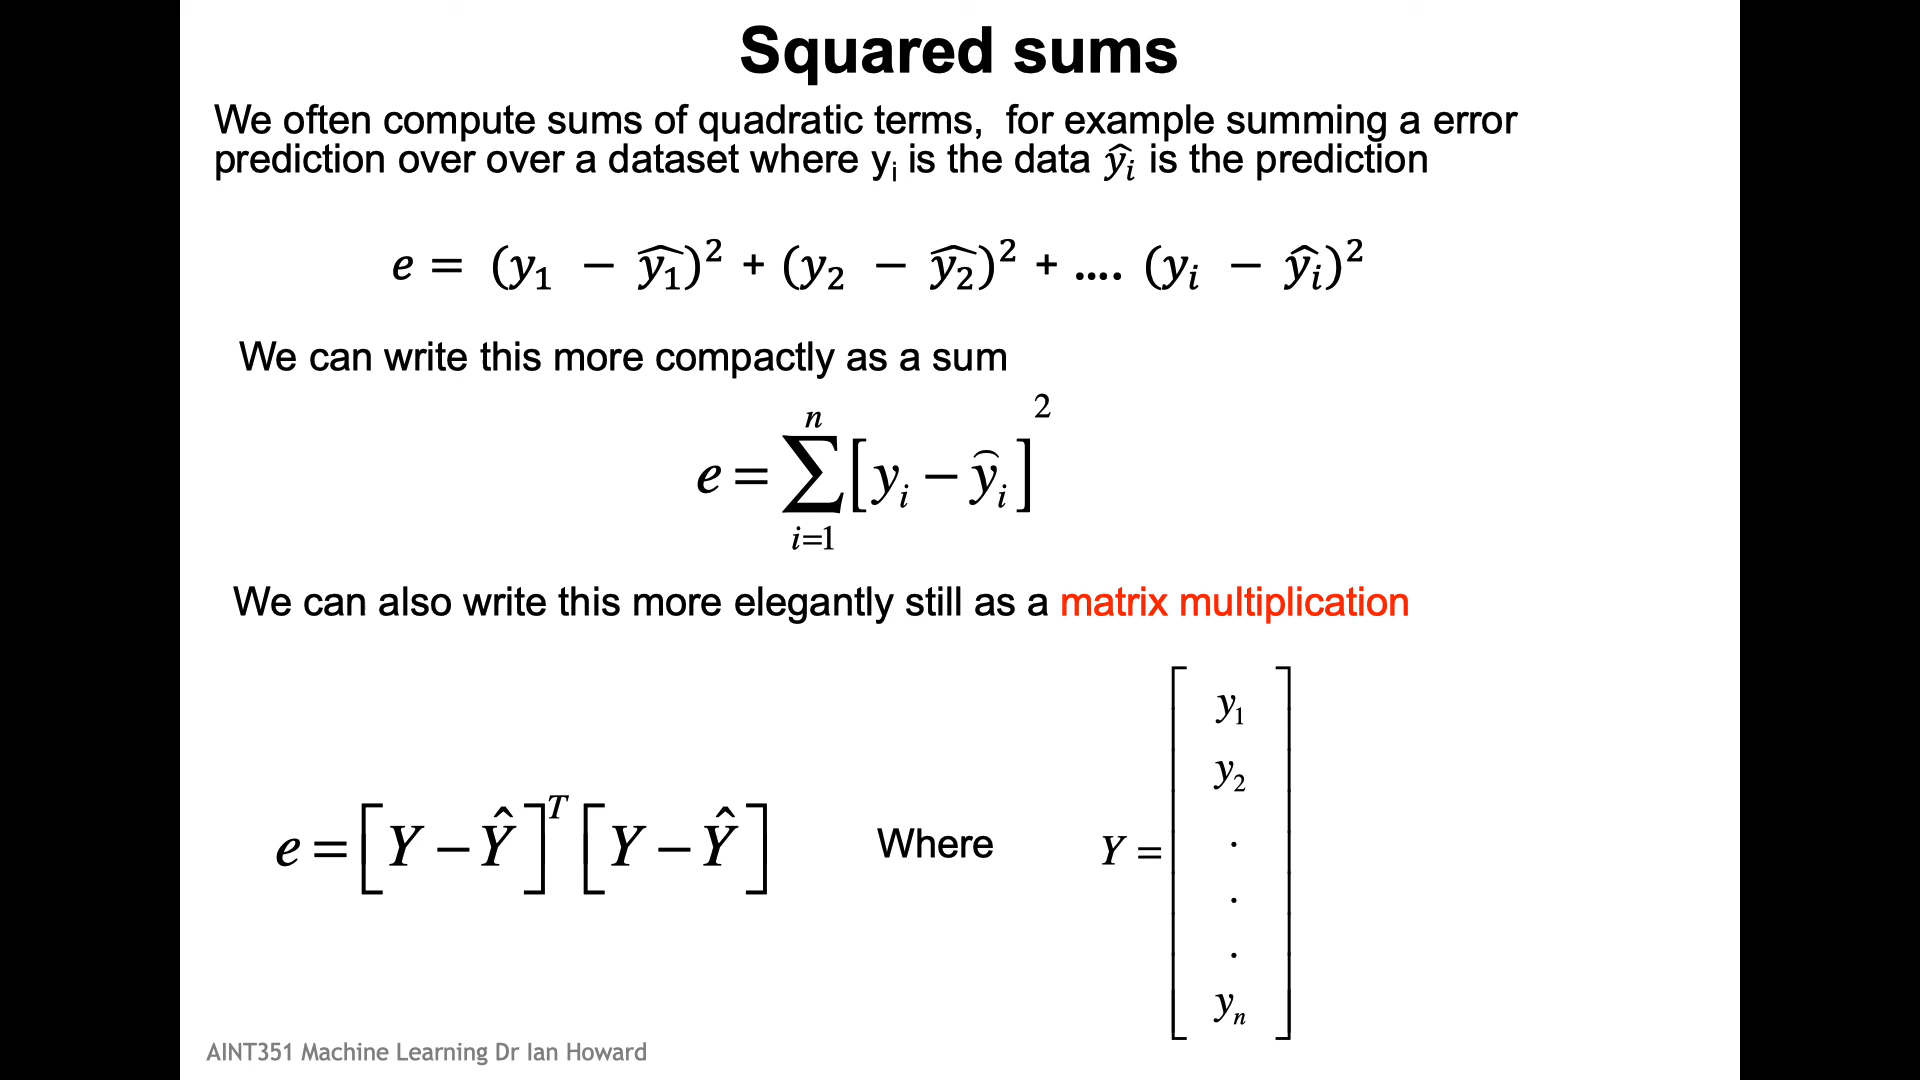 Squared sums
We often compute sums of quadratic terms,  for example summing a error
prediction over over a dataset where yᵢ is the data ŷᵢ is the prediction
e = (y₁ − ŷ₁)² + (y₂ − ŷ₂)² + .... (yᵢ − ŷᵢ)²
We can write this more compactly as a sum
e = ∑ᵢ₌₁ⁿ [yᵢ − ŷᵢ]²
We can also write this more elegantly still as a matrix multiplication
e = [Y − Ŷ]ᵀ [Y − Ŷ] Where Y = [y₁ y₂ . . . yₙ]
AINT351 Machine Learning Dr Ian Howard